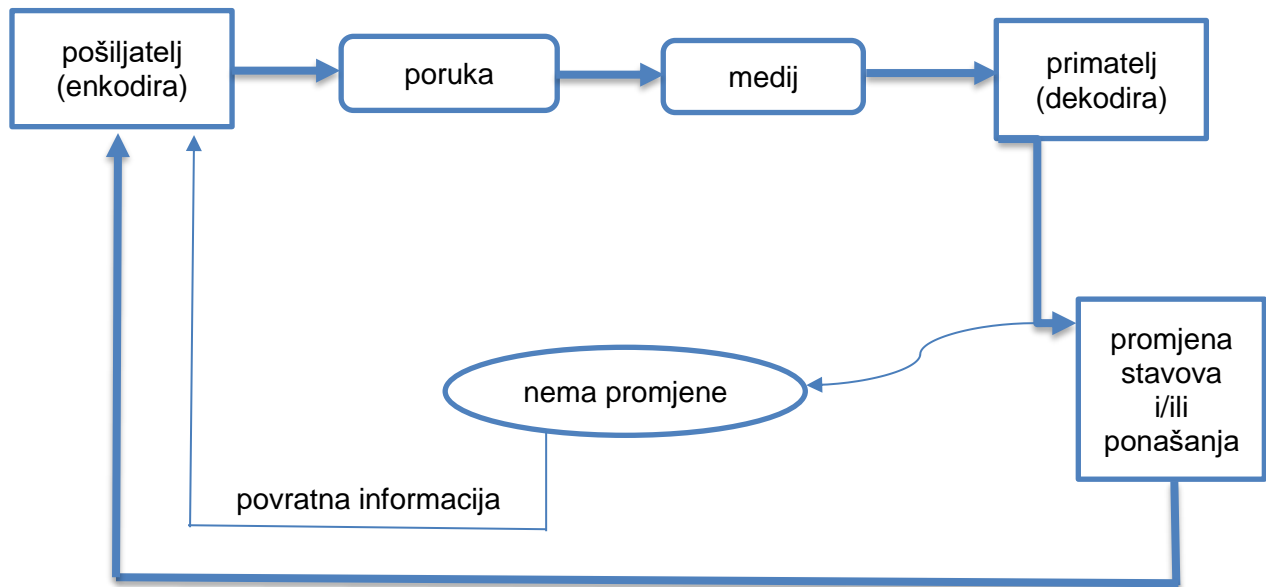 pošiljatelj
(enkodira)
poruka
medij
primatelj
(dekodira)
promjena
stavova
i/ili
ponašanja
nema promjene
povratna informacija